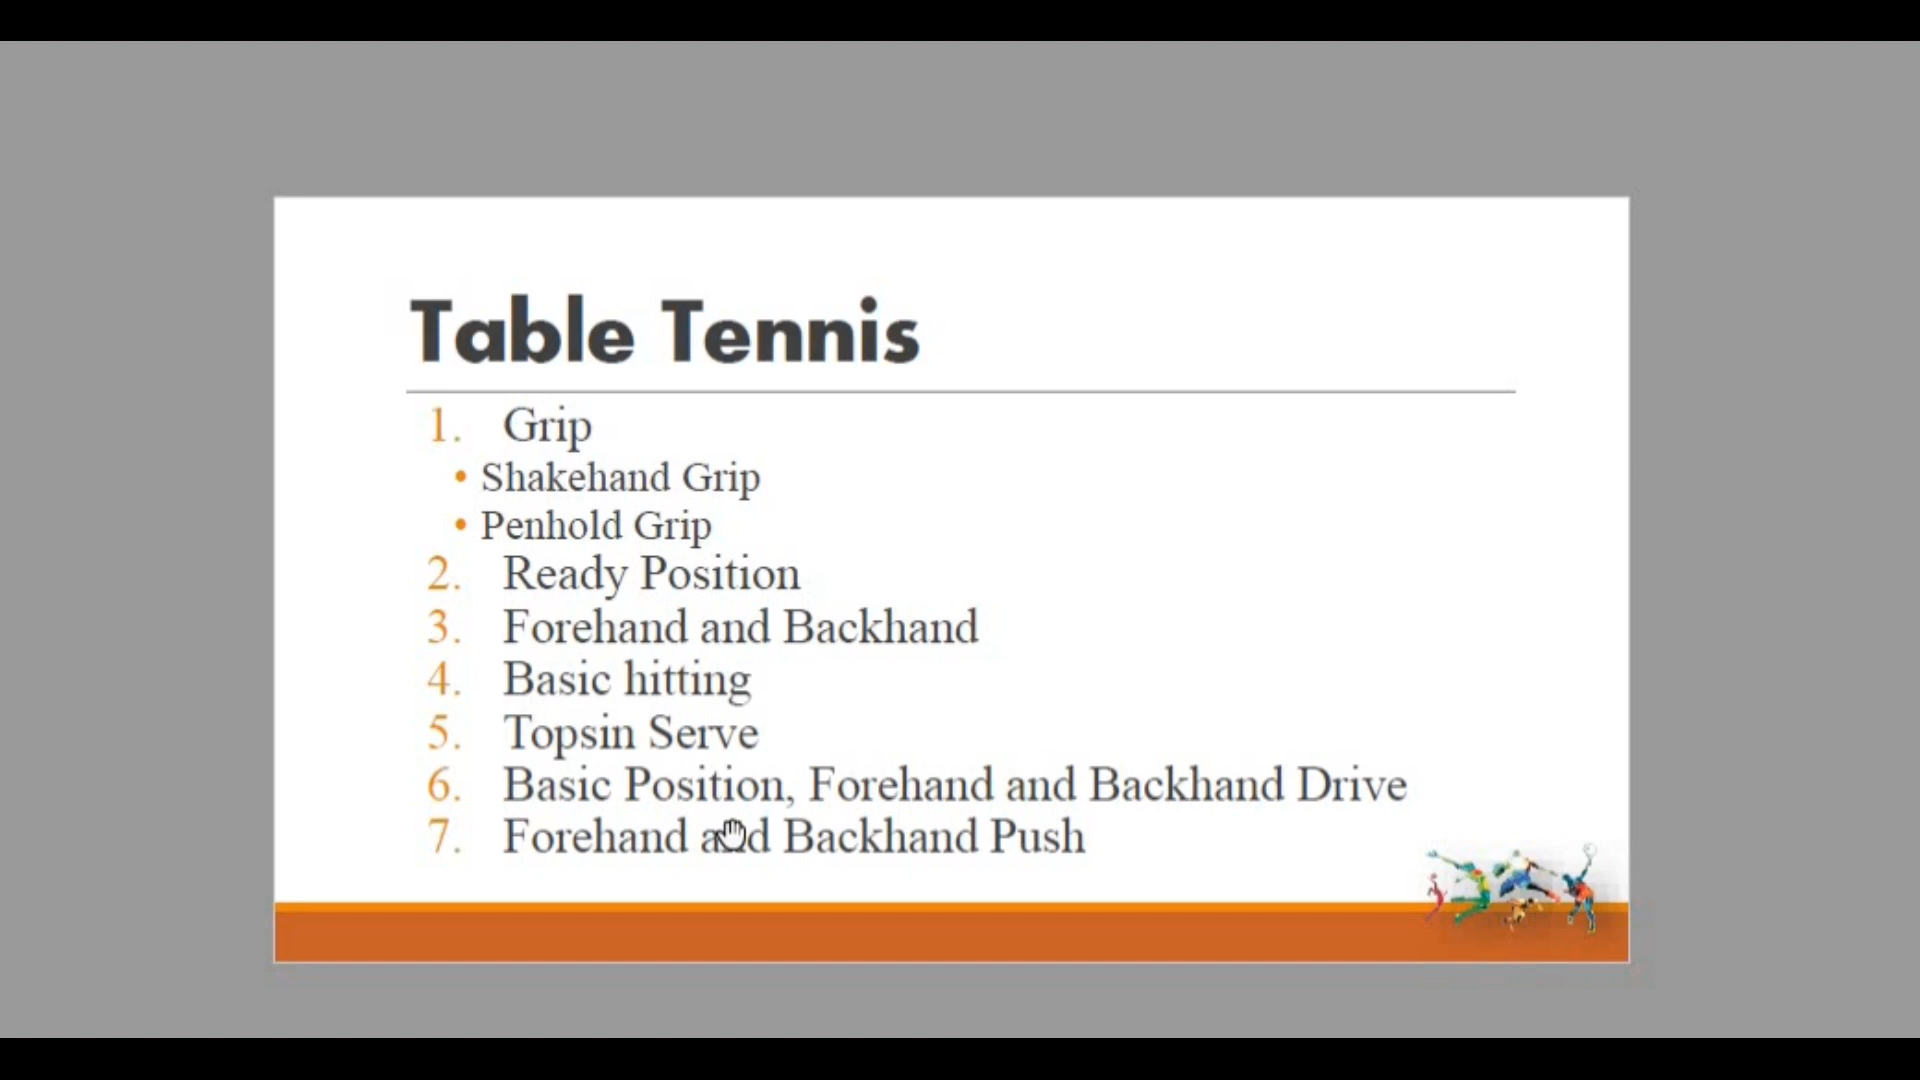 Table Tennis
1. Grip
• Shakehand Grip
• Penhold Grip
2. Ready Position
3. Forehand and Backhand
4. Basic hitting
5. Topsin Serve
6. Basic Position, Forehand and Backhand Drive
7. Forehand and Backhand Push